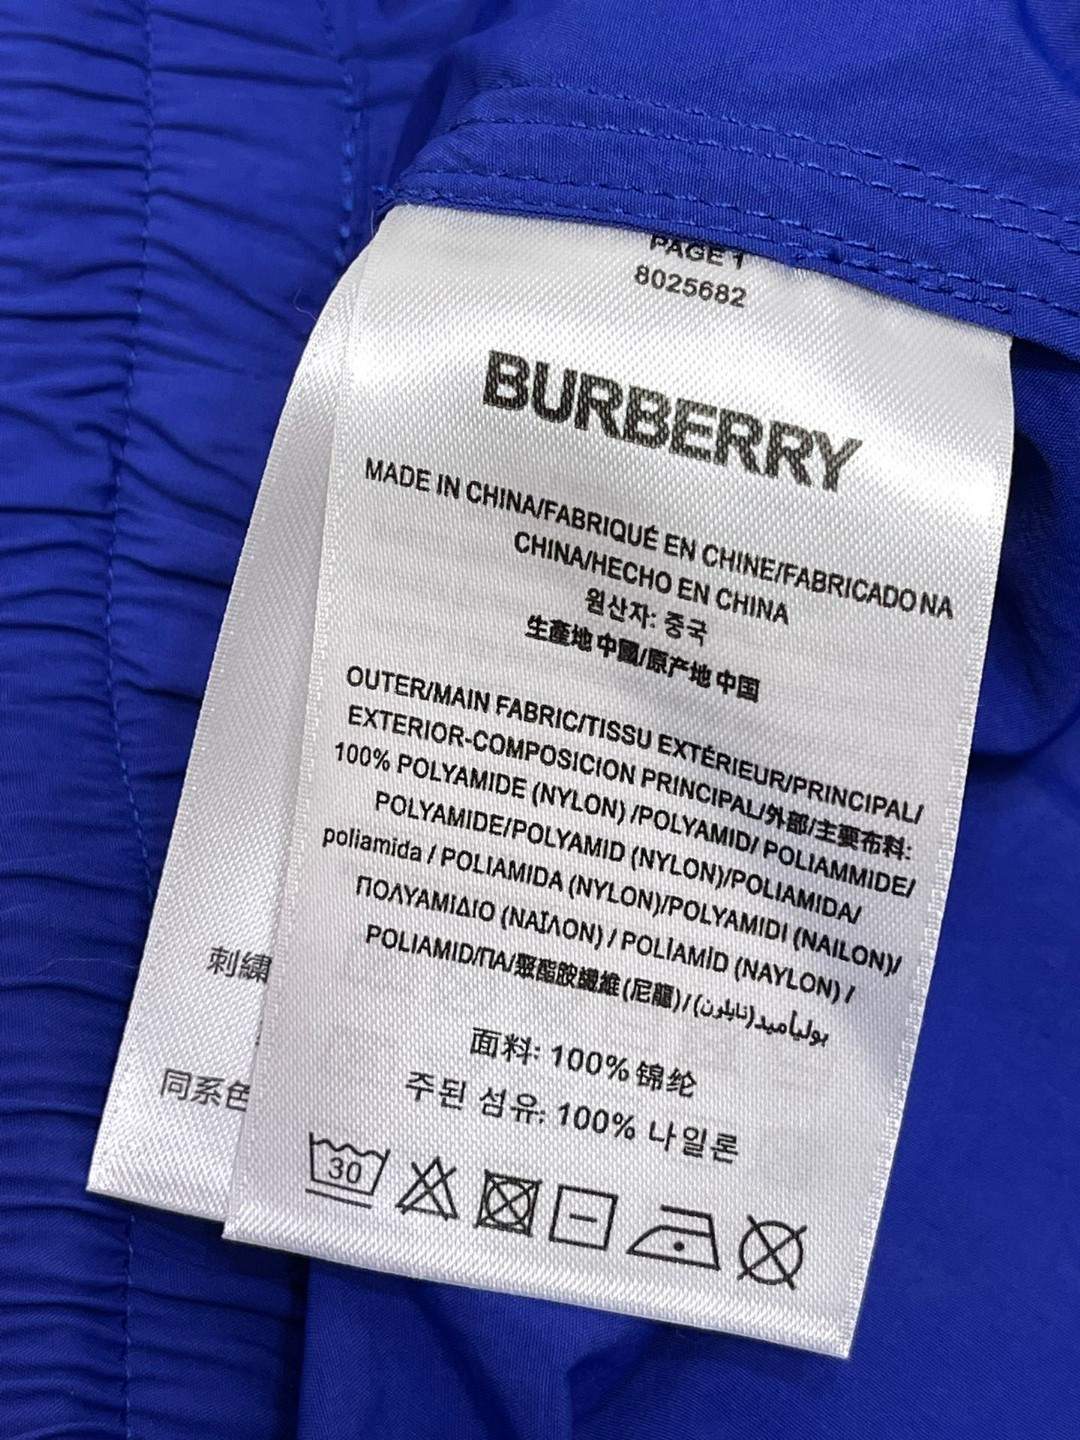 PAGE 1
8025682
BURBERRY
MADE IN CHINA/FABRIQUÉ EN CHINE/FABRICADO NA
CHINA/HECHO EN CHINA
원산자: 중국
生產地 中國/原产地 中国
OUTER/MAIN FABRIC/TISSU EXTÉRIEUR/PRINCIPAL/
EXTERIOR-COMPOSICION PRINCIPAL/外部/主要布料:
100% POLYAMIDE (NYLON) /POLYAMID/ POLIAMMIDE/
POLYAMIDE/POLYAMID (NYLON)/POLIAMIDA/
poliamida / POLIAMIDA (NYLON)/POLYAMIDI (NAILON)/
ΠΟΛΥΑΜΙΔΙΟ (ΝΑΪΛΟΝ) / POLİAMİD (NAYLON) /
POLIAMID/ПА/聚酯胺纖維 (尼龍) / (نايلون)بوليأميد
面料: 100% 锦纶
주된 섬유: 100% 나일론
30
刺繡
同系色